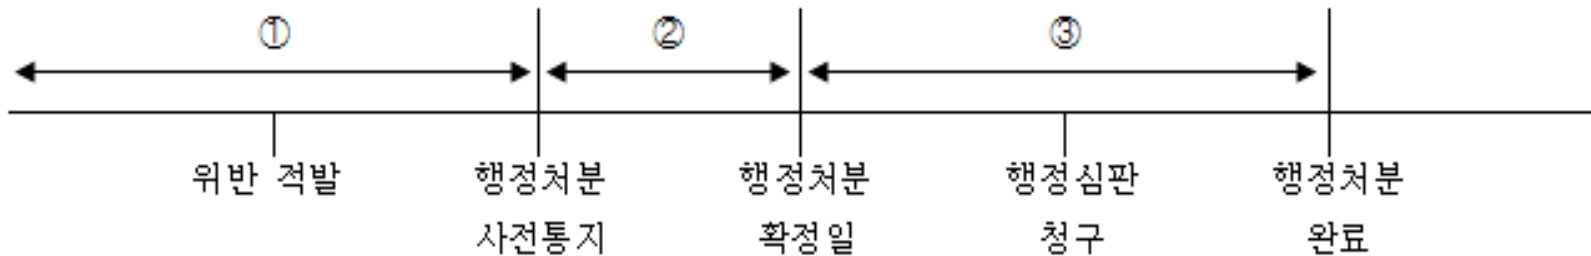 ① ② ③
위반 적발 행정처분 행정처분 행정심판 행정처분
사전통지 확정일 청구 완료